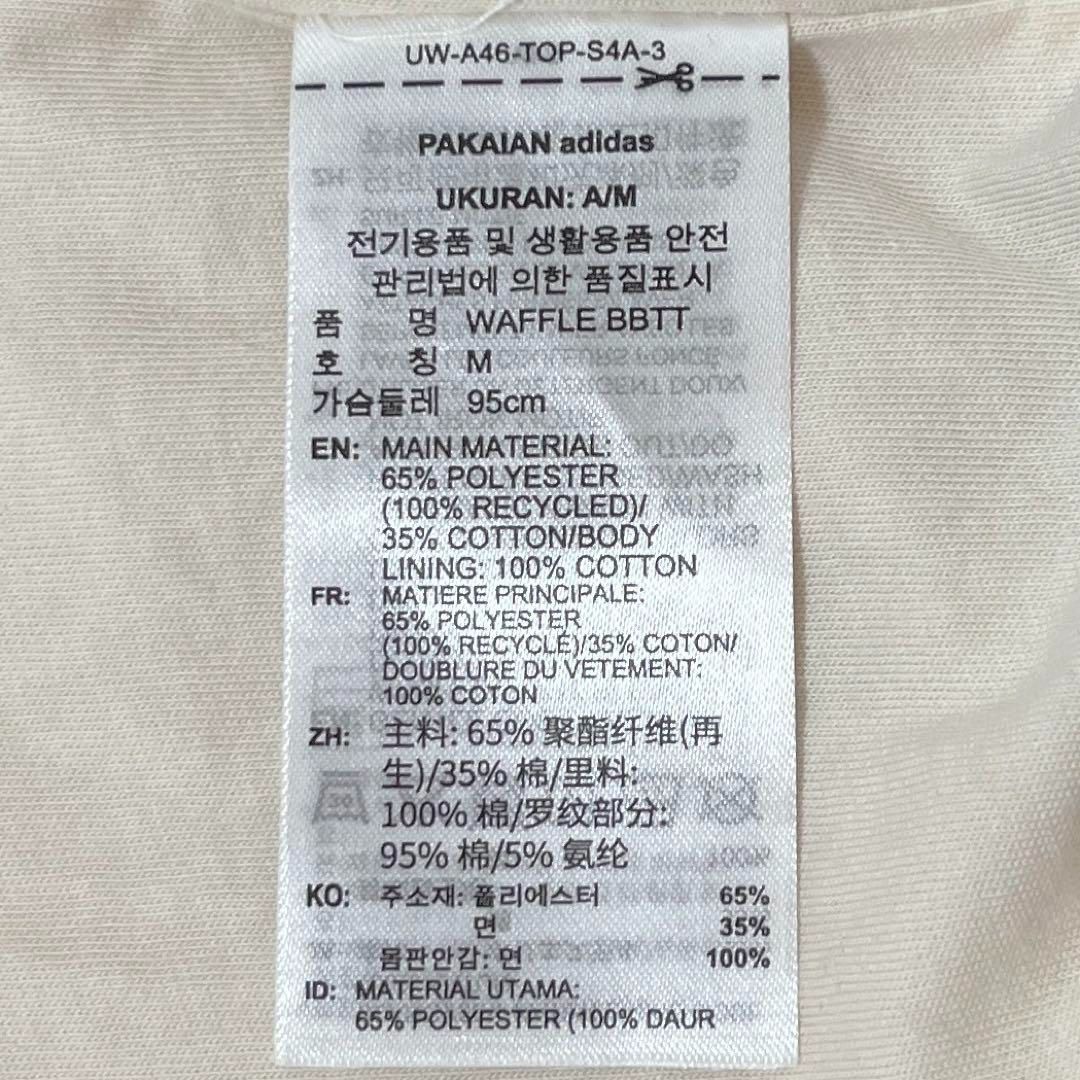 UW-A46-TOP-S4A-3
PAKAIAN adidas
UKURAN: A/M
전기용품 및 생활용품 안전
관리법에 의한 품질표시
품 명 WAFFLE BBTT
호 칭 M
가슴둘레 95cm
EN: MAIN MATERIAL:
65% POLYESTER
(100% RECYCLED)/
35% COTTON/BODY
LINING: 100% COTTON
FR: MATIERE PRINCIPALE:
65% POLYESTER
(100% RECYCLÉ)/35% COTON/
DOUBLURE DU VETEMENT:
100% COTON
ZH: 主料: 65% 聚酯纤维(再
生)/35% 棉/里料:
100% 棉/罗纹部分:
95% 棉/5% 氨纶
KO: 주소재: 폴리에스터 65%
면 35%
몸판안감: 면 100%
ID: MATERIAL UTAMA:
65% POLYESTER (100% DAUR